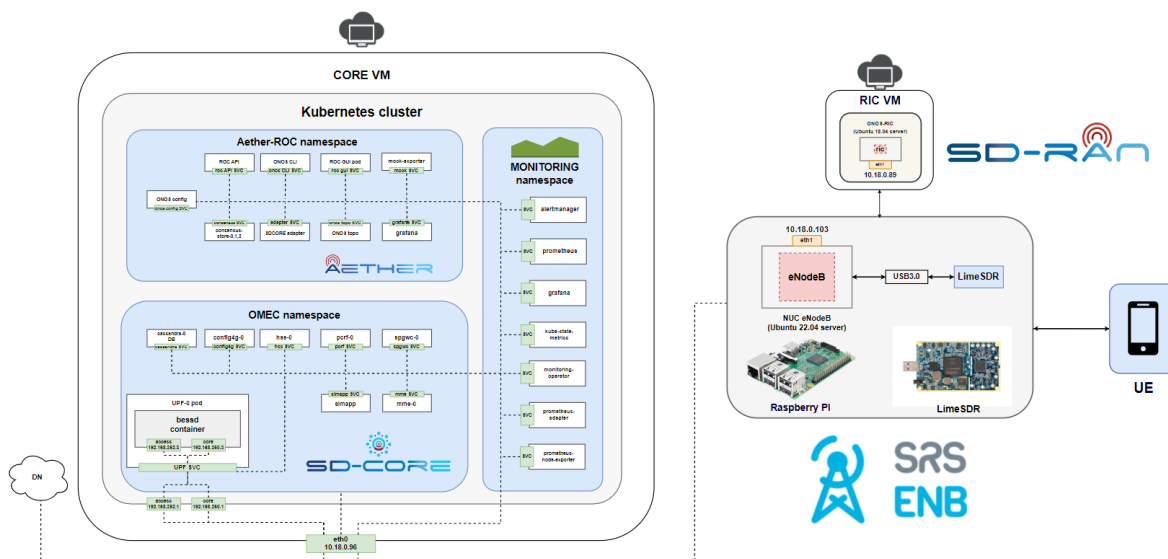 CORE VM
Kubernetes cluster
Aether-ROC namespace
ROC API
roc API SVC
ONOS CLI
onos CLI SVC
ROC GUI pod
roc gui SVC
mock-exporter
mock SVC
ONOS config
onos config SVC
consensus SVC
consensus-
store-0,1,2
adapter SVC
SDCORE adapter
onos topo SVC
ONOS topo
grafana SVC
grafana
AETHER
MONITORING
namespace
SVC
alertmanager
SVC
prometheus
SVC
grafana
SVC
kube-state-
metrics
SVC
monitoring-
operator
SVC
prometheus-
adapter
SVC
prometheus-
node-exporter
OMEC namespace
cassandra-0
DB
cassandra SVC
config4g-0
config4g SVC
hss-0
hss SVC
pcrf-0
pcrf SVC
spgwc-0
spgwc SVC
simapp SVC
simapp
mme SVC
mme-0
UPF-0 pod
bessd
container
access
192.168.252.3
core
192.168.250.3
UPF SVC
SD-CORE
access
192.168.252.1
core
192.168.250.1
eth0
10.18.0.96
DN
RIC VM
ONOS-RIC
(Ubuntu 18.04 server)
RIC
eth1
10.18.0.89
SD-RAN
10.18.0.103
eth1
eNodeB
USB3.0
LimeSDR
NUC eNodeB
(Ubuntu 22.04 server)
Raspberry Pi
LimeSDR
UE
SRS
ENB